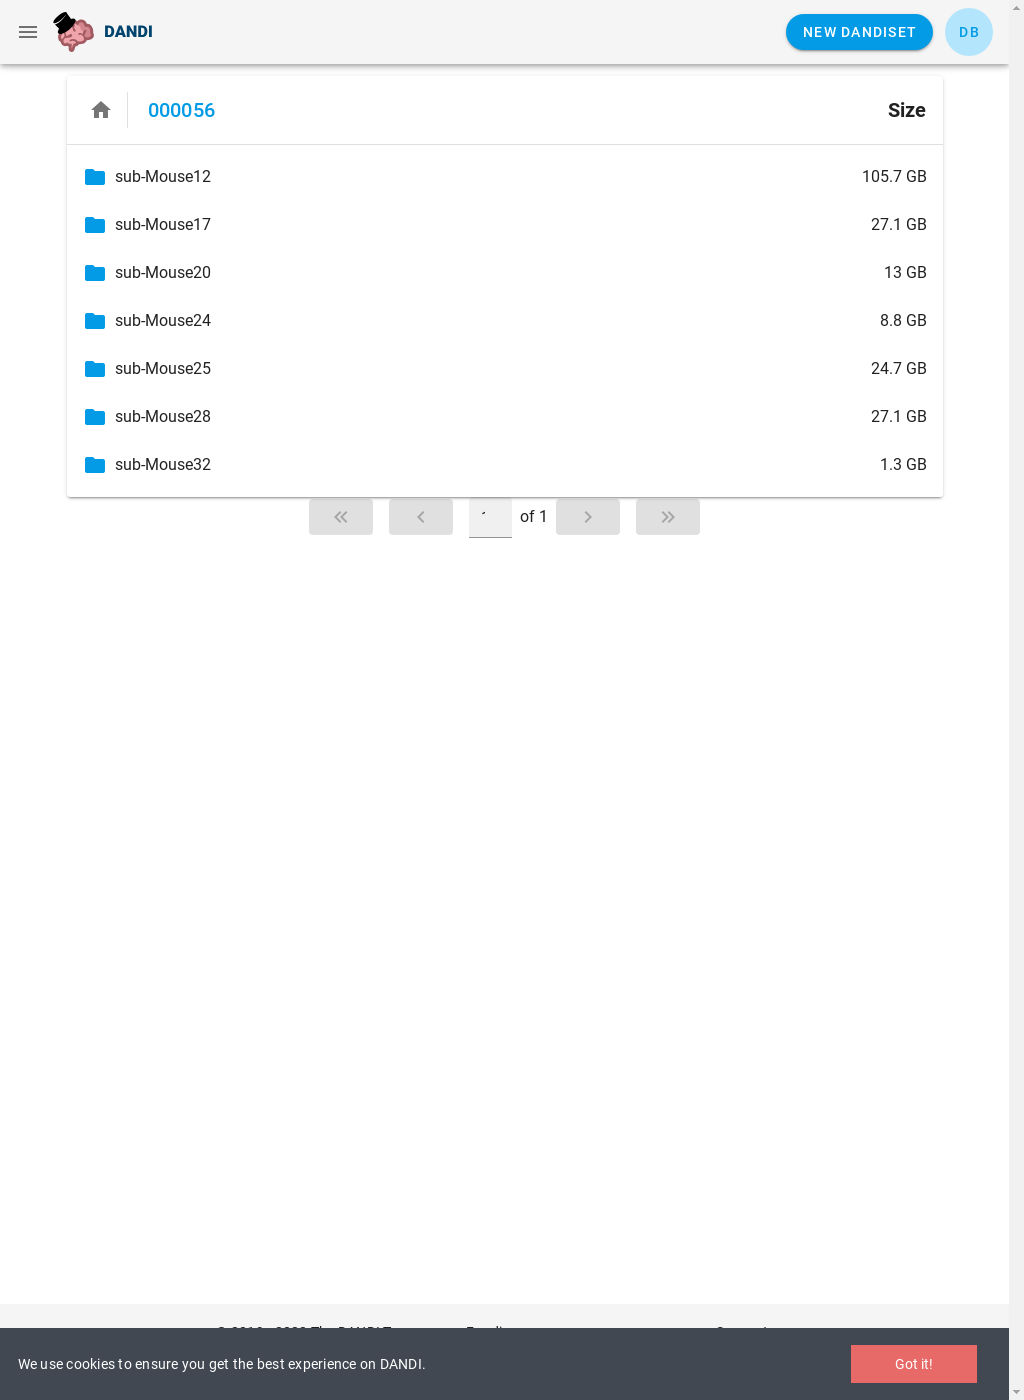 DANDI
NEW DANDISET
DB
000056
Size
sub-Mouse12 105.7 GB
sub-Mouse17 27.1 GB
sub-Mouse20 13 GB
sub-Mouse24 8.8 GB
sub-Mouse25 24.7 GB
sub-Mouse28 27.1 GB
sub-Mouse32 1.3 GB
of 1
We use cookies to ensure you get the best experience on DANDI.
Got it!